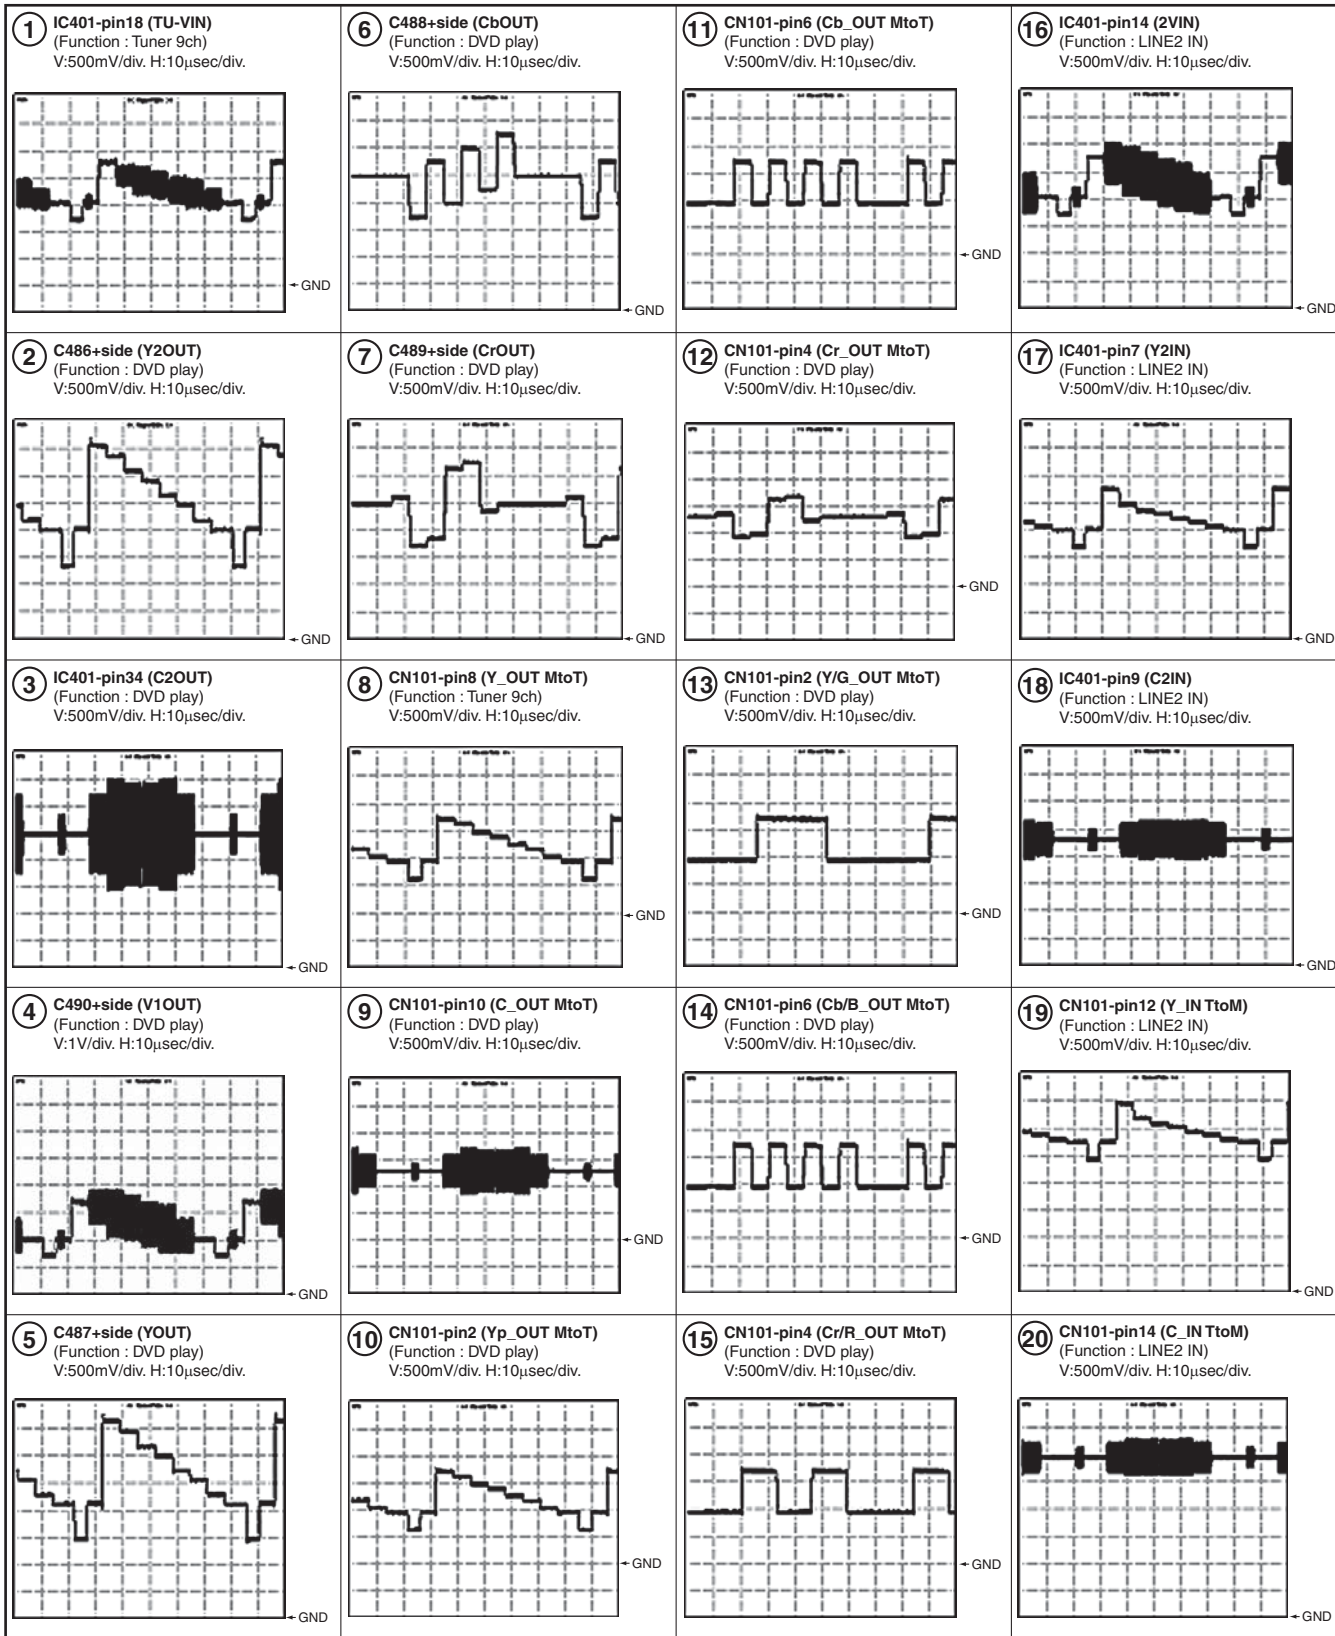 1 IC401-pin18 (TU-VIN)
(Function : Tuner 9ch)
V:500mV/div. H:10μsec/div.
← GND
2 C486+side (Y2OUT)
(Function : DVD play)
V:500mV/div. H:10μsec/div.
← GND
3 IC401-pin34 (C2OUT)
(Function : DVD play)
V:500mV/div. H:10μsec/div.
← GND
4 C490+side (V1OUT)
(Function : DVD play)
V:1V/div. H:10μsec/div.
← GND
5 C487+side (YOUT)
(Function : DVD play)
V:500mV/div. H:10μsec/div.
← GND
6 C488+side (CbOUT)
(Function : DVD play)
V:500mV/div. H:10μsec/div.
← GND
7 C489+side (CrOUT)
(Function : DVD play)
V:500mV/div. H:10μsec/div.
← GND
8 CN101-pin8 (Y_OUT MtoT)
(Function : Tuner 9ch)
V:500mV/div. H:10μsec/div.
← GND
9 CN101-pin10 (C_OUT MtoT)
(Function : DVD play)
V:500mV/div. H:10μsec/div.
← GND
10 CN101-pin2 (Yp_OUT MtoT)
(Function : DVD play)
V:500mV/div. H:10μsec/div.
← GND
11 CN101-pin6 (Cb_OUT MtoT)
(Function : DVD play)
V:500mV/div. H:10μsec/div.
← GND
12 CN101-pin4 (Cr_OUT MtoT)
(Function : DVD play)
V:500mV/div. H:10μsec/div.
← GND
13 CN101-pin2 (Y/G_OUT MtoT)
(Function : DVD play)
V:500mV/div. H:10μsec/div.
← GND
14 CN101-pin6 (Cb/B_OUT MtoT)
(Function : DVD play)
V:500mV/div. H:10μsec/div.
← GND
15 CN101-pin4 (Cr/R_OUT MtoT)
(Function : DVD play)
V:500mV/div. H:10μsec/div.
← GND
16 IC401-pin14 (2VIN)
(Function : LINE2 IN)
V:500mV/div. H:10μsec/div.
← GND
17 IC401-pin7 (Y2IN)
(Function : LINE2 IN)
V:500mV/div. H:10μsec/div.
← GND
18 IC401-pin9 (C2IN)
(Function : LINE2 IN)
V:500mV/div. H:10μsec/div.
← GND
19 CN101-pin12 (Y_IN TtoM)
(Function : LINE2 IN)
V:500mV/div. H:10μsec/div.
← GND
20 CN101-pin14 (C_IN TtoM)
(Function : LINE2 IN)
V:500mV/div. H:10μsec/div.
← GND